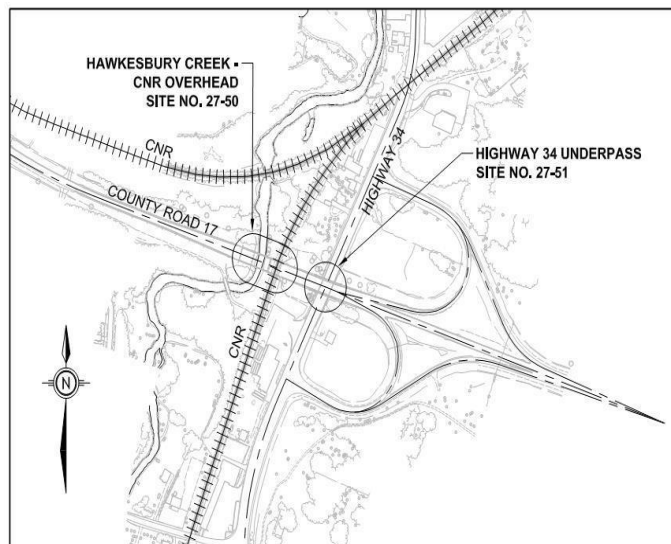 HAWKESBURY CREEK -
CNR OVERHEAD
SITE NO. 27-50
CNR
HIGHWAY 34
HIGHWAY 34 UNDERPASS
SITE NO. 27-51
COUNTY ROAD 17
CNR
N